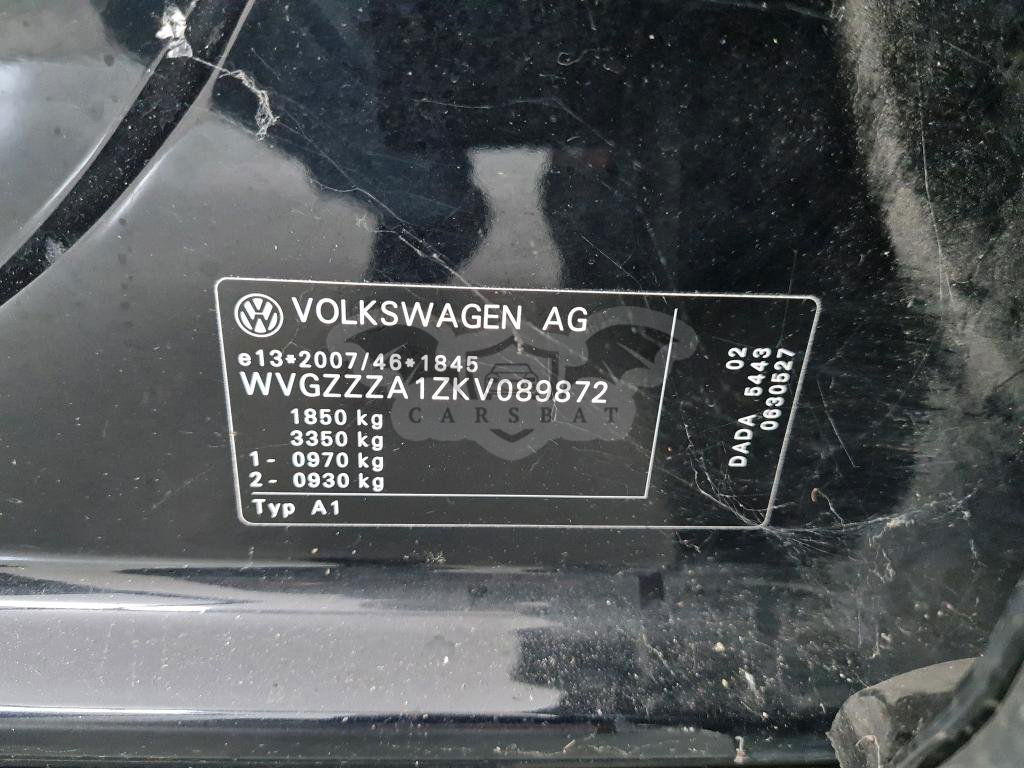 VOLKSWAGEN AG
e13*2007/46*1845
WVGZZZA1ZKV089872
1850 kg
3350 kg
1- 0970 kg
2- 0930 kg
Typ A1
02
DADA 5443
0630527
CARSBAT